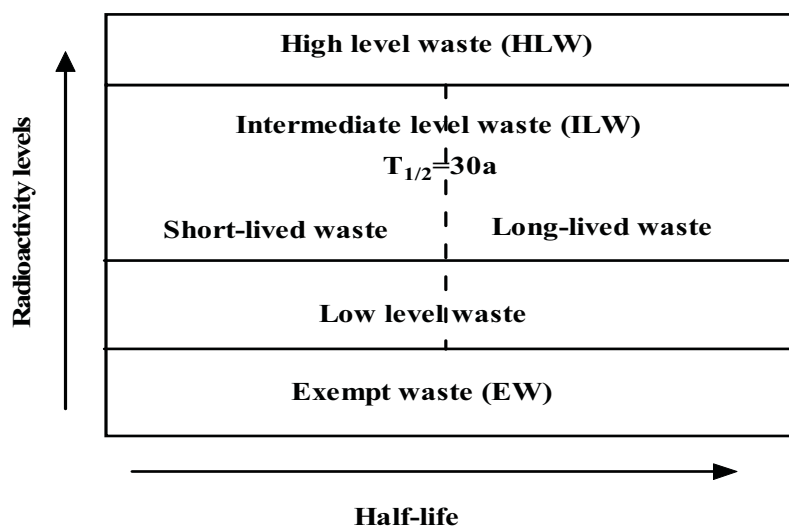 High level waste (HLW)
Radioactivity levels
Intermediate level waste (ILW)
T1/2=30a
Short-lived waste
Long-lived waste
Low level waste
Exempt waste (EW)
Half-life